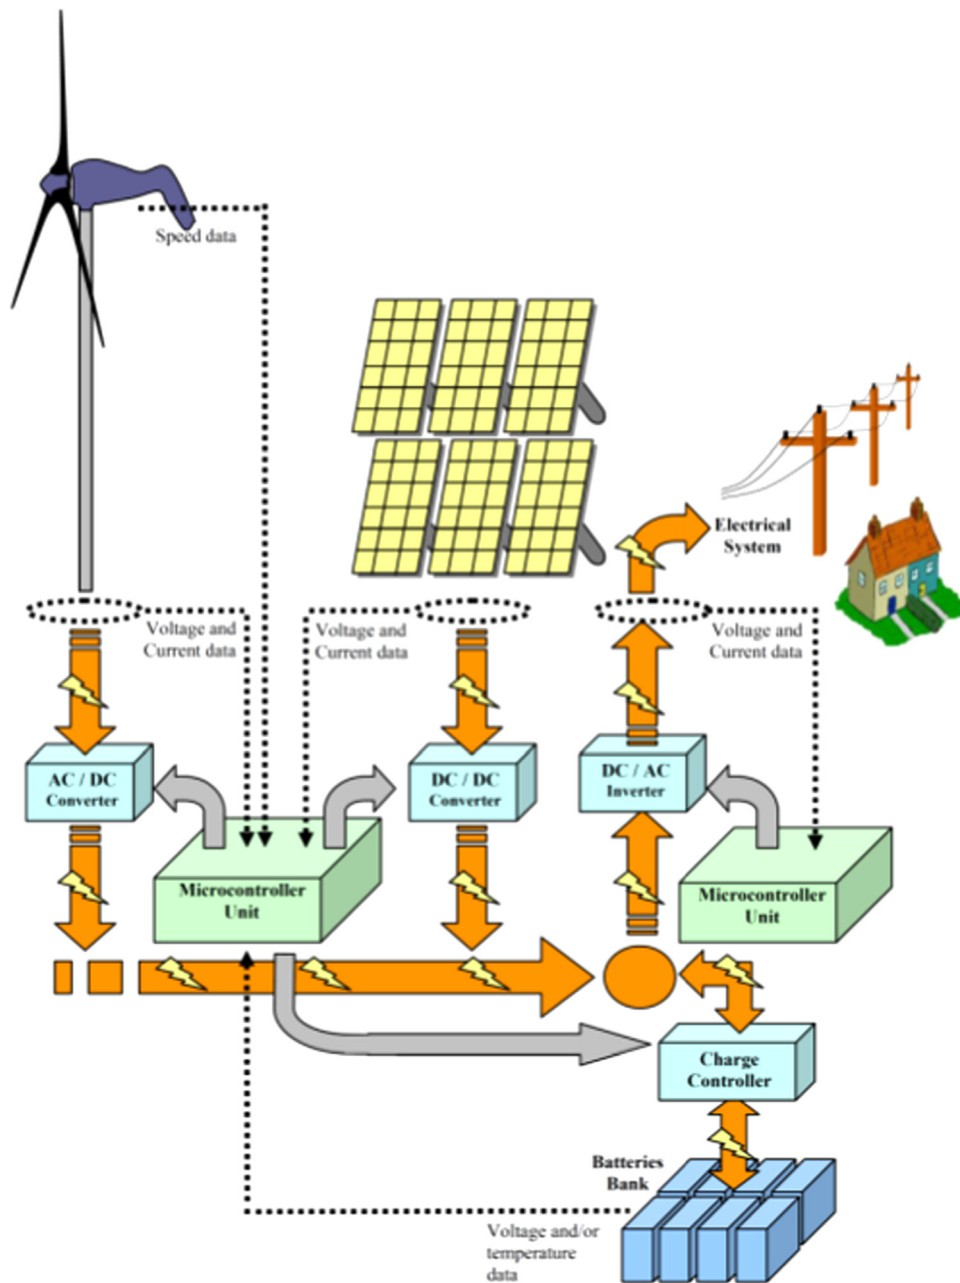 Speed data
Electrical
System
Voltage and
Current data
Voltage and
Current data
Voltage and
Current data
AC / DC
Converter
DC / DC
Converter
DC / AC
Inverter
Microcontroller
Unit
Microcontroller
Unit
Charge
Controller
Batteries
Bank
Voltage and/or
temperature
data